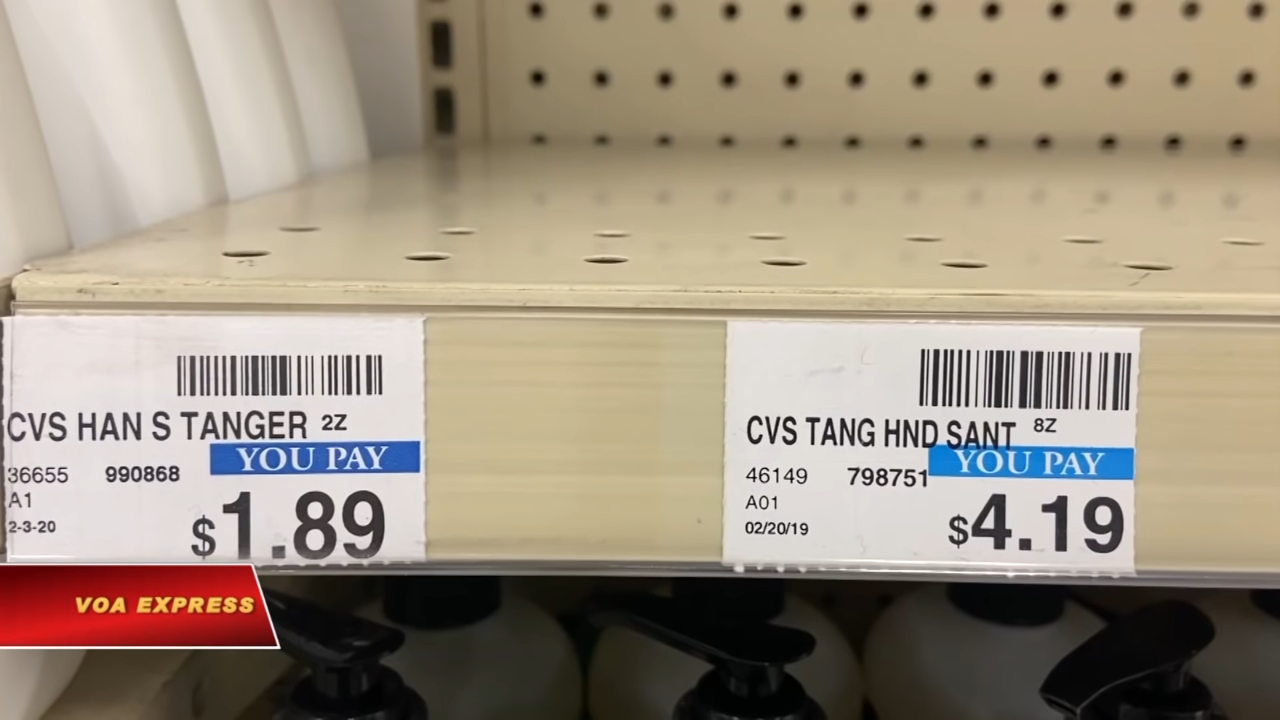 CVS HAN S TANGER 2Z
YOU PAY
36655 990868
A1
2-3-20
$1.89
CVS TANG HND SANT 8Z
YOU PAY
46149 798751
A01
02/20/19
$4.19
VOA EXPRESS